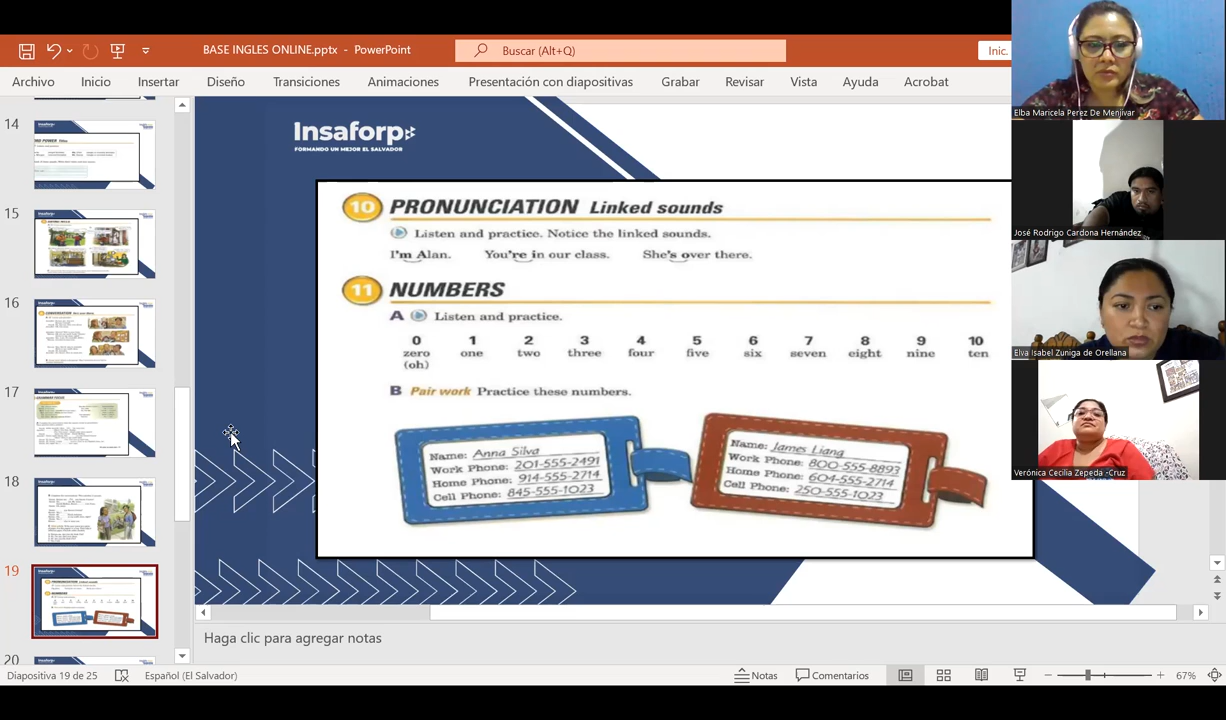 BASE INGLES ONLINE.pptx - PowerPoint
Buscar (Alt+Q)
Inic.
Archivo Inicio Insertar Diseño Transiciones Animaciones Presentación con diapositivas Grabar Revisar Vista Ayuda Acrobat
14
15
16
17
18
19
20
Insaforp
FORMANDO UN MEJOR EL SALVADOR
10 PRONUNCIATION Linked sounds
Listen and practice. Notice the linked sounds.
I'm Alan. You're in our class. She's over there.
11 NUMBERS
A Listen and practice.
0 1 2 3 4 5 6 7 8 9 10
zero one two three four five six seven eight nine ten
(oh)
B Pair work Practice these numbers.
Name: Anna Silva
Work Phone: 201-555-2491
Home Phone: 914-555-2714
Cell Phone: 845-555-1023
Name: James Liang
Work Phone: 800-555-8893
Home Phone: 604-555-2714
Cell Phone: 250-555-1023
Elba Maricela Perez De Menjivar
José Rodrigo Cardona Hernández
Elva Isabel Zuniga de Orellana
Verónica Cecilia Zepeda -Cruz
Haga clic para agregar notas
Diapositiva 19 de 25 Español (El Salvador) Notas Comentarios 67%